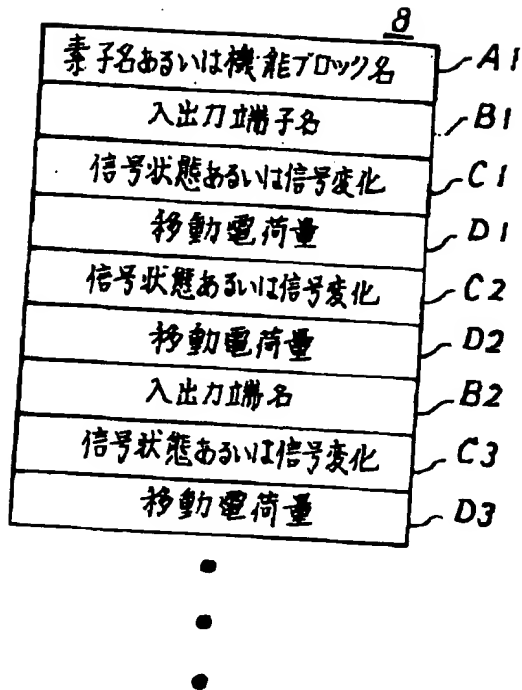 8
素子名あるいは機能ブロック名 A1
入出力端子名 B1
信号状態あるいは信号変化 C1
移動電荷量 D1
信号状態あるいは信号変化 C2
移動電荷量 D2
入出力端名 B2
信号状態あるいは信号変化 C3
移動電荷量 D3